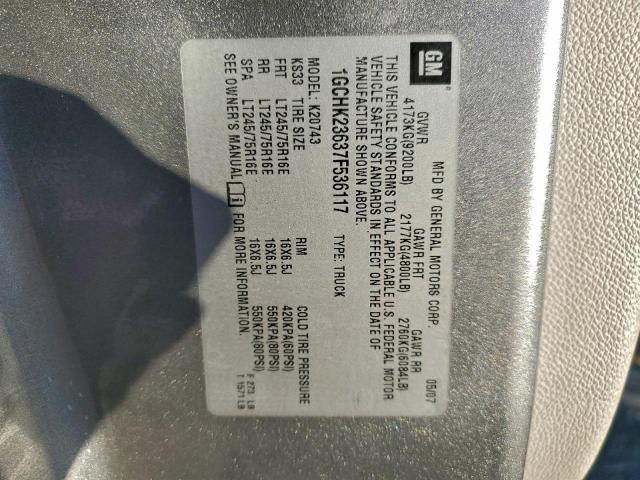 GM
®
MFD BY GENERAL MOTORS CORP. 05/07
GVWR GAWR FRT GAWR RR
4173KG(9200LB) 2177KG(4800LB) 2760KG(6084LB)
THIS VEHICLE CONFORMS TO ALL APPLICABLE U.S. FEDERAL MOTOR
VEHICLE SAFETY STANDARDS IN EFFECT ON THE DATE OF
MANUFACTURE SHOWN ABOVE.
1GCHK23637F536117 TYPE: TRUCK
MODEL: K20743
KS33 TIRE SIZE RIM COLD TIRE PRESSURE
FRT LT245/75R16E 16X6.5J 420KPA(60PSI)
RR LT245/75R16E 16X6.5J 550KPA(80PSI)
SPA LT245/75R16E 16X6.5J 550KPA(80PSI)
SEE OWNER'S MANUAL i FOR MORE INFORMATION.
F 273 LB
T 1571 LB